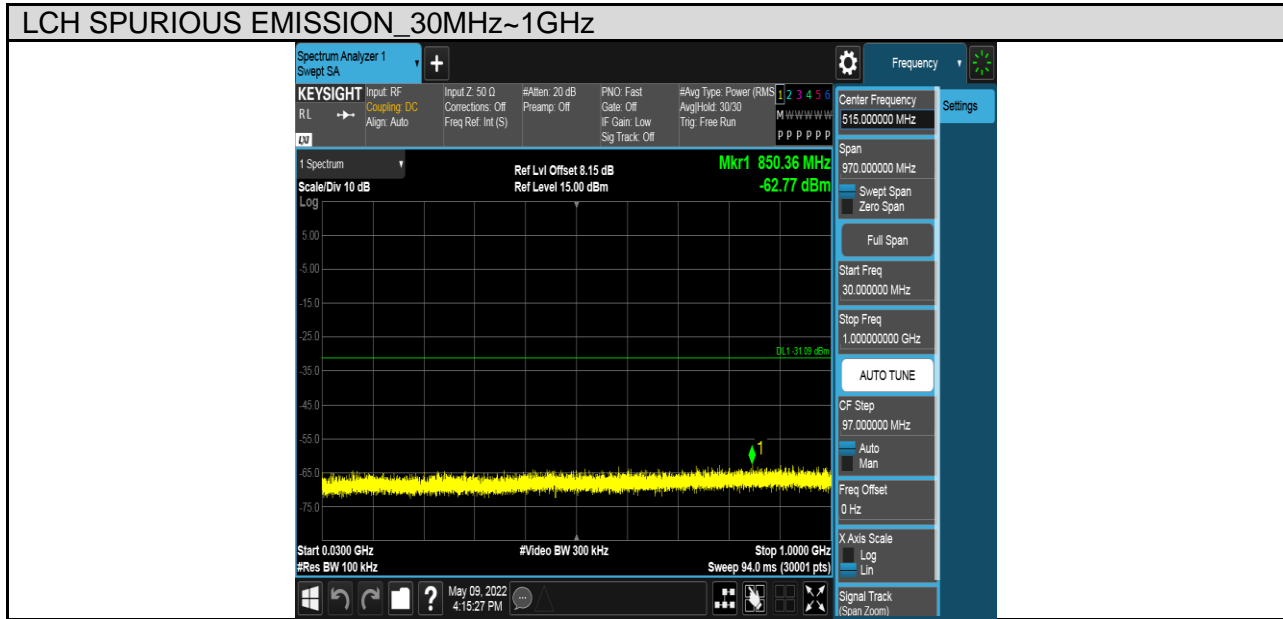 LCH SPURIOUS EMISSION_30MHz~1GHz
Spectrum Analyzer 1
Swept SA
+
Frequency
KEYSIGHT
RL
LXI
Input: RF
Coupling: DC
Align: Auto
Input Z: 50 Ω
Corrections: Off
Freq Ref: Int (S)
#Atten: 20 dB
Preamp: Off
PNO: Fast
Gate: Off
IF Gain: Low
Sig Track: Off
#Avg Type: Power (RMS
Avg|Hold: 30/30
Trig: Free Run
1 2 3 4 5 6
M W W W W W
P P P P P P
1 Spectrum
Scale/Div 10 dB
Log
Ref Lvl Offset 8.15 dB
Ref Level 15.00 dBm
Mkr1 850.36 MHz
-62.77 dBm
5.00
-5.00
-15.0
-25.0
DL1 -31.09 dBm
-35.0
-45.0
-55.0
1
-65.0
-75.0
Start 0.0300 GHz
#Res BW 100 kHz
#Video BW 300 kHz
Stop 1.0000 GHz
Sweep 94.0 ms (30001 pts)
?
May 09, 2022
4:15:27 PM
Center Frequency
515.000000 MHz
Settings
Span
970.000000 MHz
Swept Span
Zero Span
Full Span
Start Freq
30.000000 MHz
Stop Freq
1.000000000 GHz
AUTO TUNE
CF Step
97.000000 MHz
Auto
Man
Freq Offset
0 Hz
X Axis Scale
Log
Lin
Signal Track
(Span Zoom)